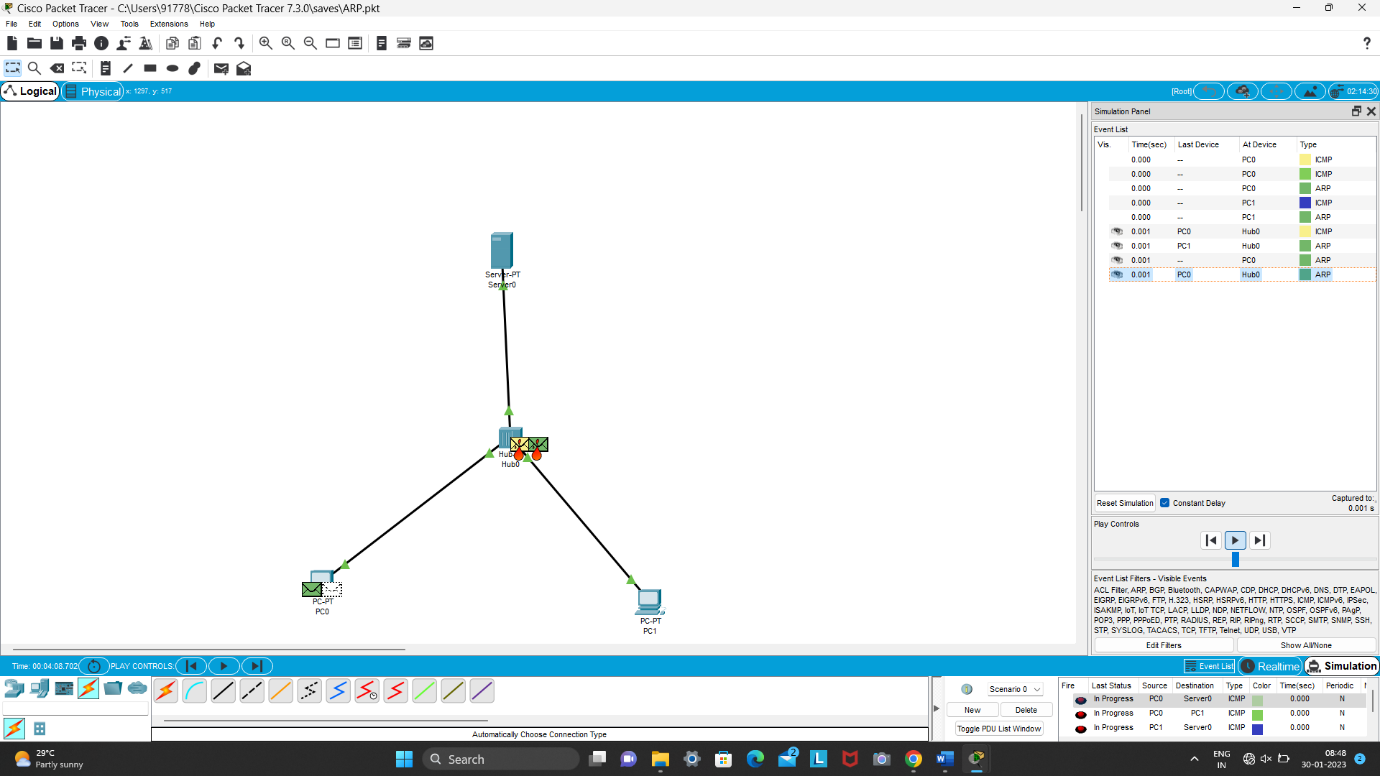 Cisco Packet Tracer - C:\Users\91778\Cisco Packet Tracer 7.3.0\saves\ARP.pkt
File Edit Options View Tools Extensions Help
?
Logical Physical x: 1297, y: 517 [Root] 02:14:30
Simulation Panel
Event List
Vis. Time(sec) Last Device At Device Type
0.000 -- PC0 ICMP
0.000 -- PC0 ICMP
0.000 -- PC0 ARP
0.000 -- PC1 ICMP
0.000 -- PC1 ARP
0.001 PC0 Hub0 ICMP
0.001 PC1 Hub0 ARP
0.001 -- PC0 ARP
0.001 PC0 Hub0 ARP
Server-PT
Server0
Hub0
PC-PT
PC0
PC-PT
PC1
Reset Simulation Constant Delay Captured to:
0.001 s
Play Controls
Event List Filters - Visible Events
ACL Filter, ARP, BGP, Bluetooth, CAPWAP, CDP, DHCP, DHCPv6, DNS, DTP, EAPOL,
EIGRP, EIGRPv6, FTP, H.323, HSRP, HSRPv6, HTTP, HTTPS, ICMP, ICMPv6, IPSec,
ISAKMP, IoT, IoT TCP, LACP, LLDP, NDP, NETFLOW, NTP, OSPF, OSPFv6, PAgP,
POP3, PPP, PPPoED, PTP, RADIUS, REP, RIP, RIPng, RTP, SCCP, SMTP, SNMP, SSH,
STP, SYSLOG, TACACS, TCP, TFTP, Telnet, UDP, USB, VTP
Edit Filters Show All/None
Time: 00:04:08.702 PLAY CONTROLS: Event List Realtime Simulation
Scenario 0
New Delete
Toggle PDU List Window
Fire Last Status Source Destination Type Color Time(sec) Periodic
In Progress PC0 Server0 ICMP 0.000 N
In Progress PC0 PC1 ICMP 0.000 N
In Progress PC1 Server0 ICMP 0.000 N
Automatically Choose Connection Type
29°C
Partly sunny
Search
2
L
W
ENG
IN
08:48
30-01-2023
2